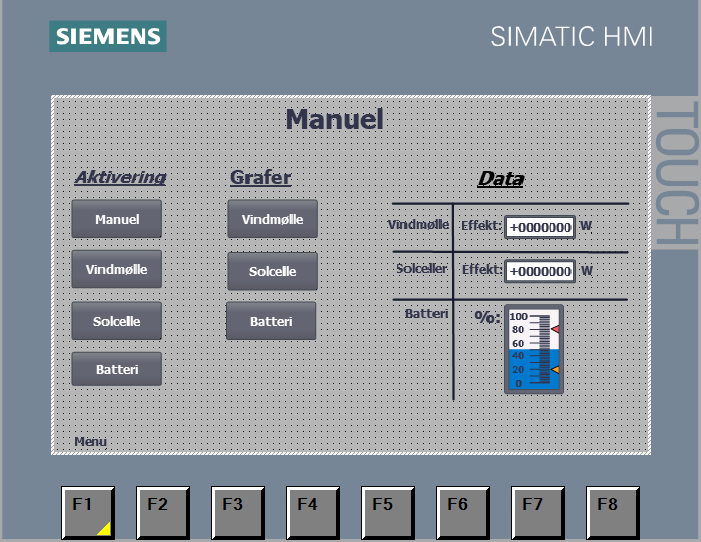 SIEMENS
SIMATIC HMI
TOUCH
Manuel
Aktivering
Grafer
Data
Manuel
Vindmølle
Solcelle
Batteri
Vindmølle
Solcelle
Batteri
Vindmølle Effekt: +0000000 W
Solceller Effekt: +0000000 W
Batteri %:
100
80
60
40
20
0
Menu
F1 F2 F3 F4 F5 F6 F7 F8